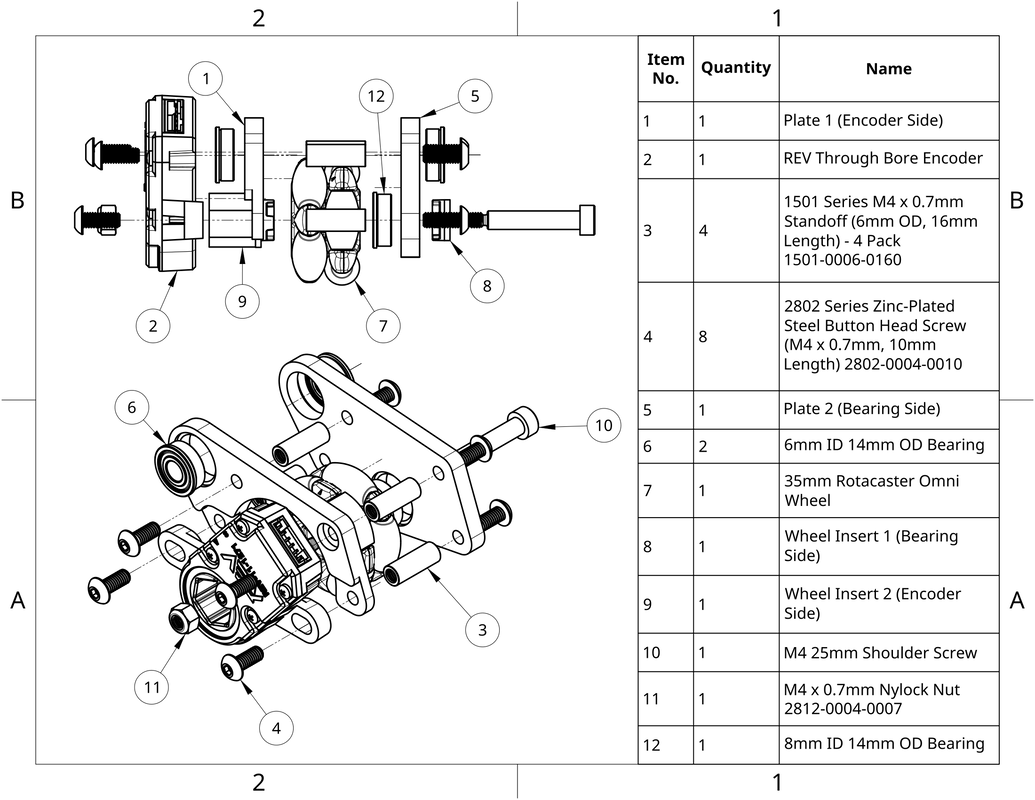 2
1
B
B
A
A
2
1
1
12
5
2
9
7
8
6
10
11
4
3
Item
No.
Quantity
Name
1
1
Plate 1 (Encoder Side)
2
1
REV Through Bore Encoder
3
4
1501 Series M4 x 0.7mm
Standoff (6mm OD, 16mm
Length) - 4 Pack
1501-0006-0160
4
8
2802 Series Zinc-Plated
Steel Button Head Screw
(M4 x 0.7mm, 10mm
Length) 2802-0004-0010
5
1
Plate 2 (Bearing Side)
6
2
6mm ID 14mm OD Bearing
7
1
35mm Rotacaster Omni
Wheel
8
1
Wheel Insert 1 (Bearing
Side)
9
1
Wheel Insert 2 (Encoder
Side)
10
1
M4 25mm Shoulder Screw
11
1
M4 x 0.7mm Nylock Nut
2812-0004-0007
12
1
8mm ID 14mm OD Bearing